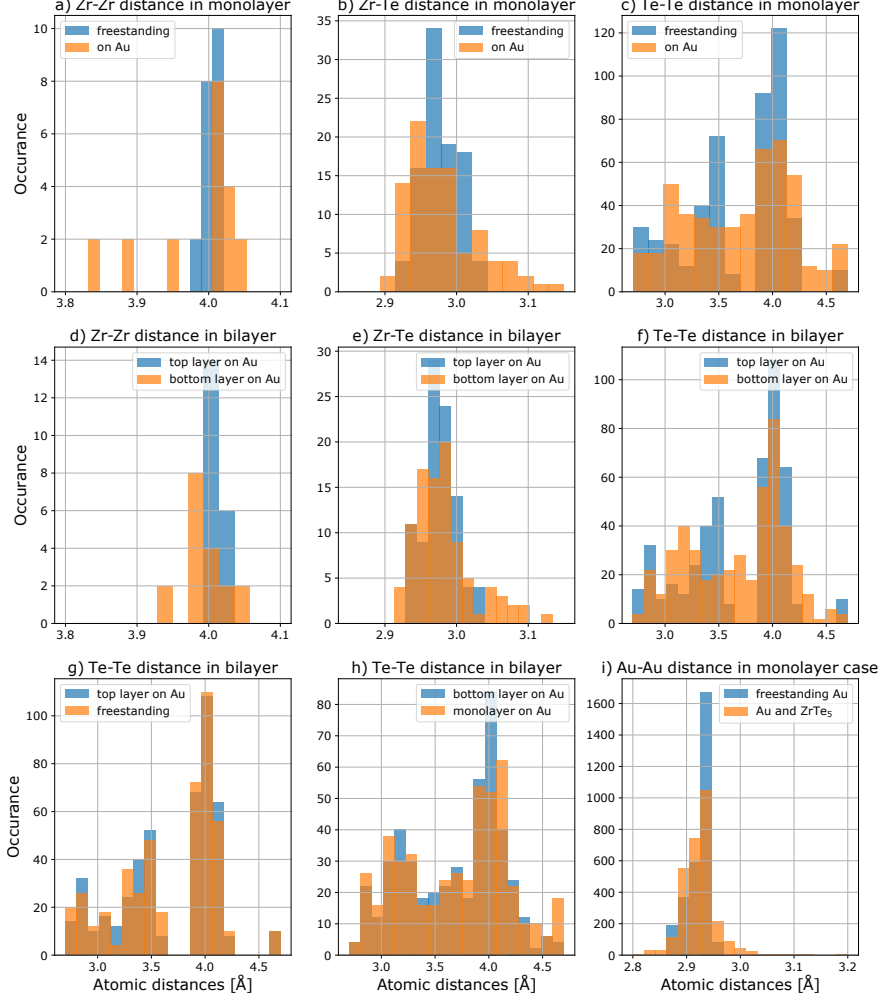 a) Zr-Zr distance in monolayer
b) Zr-Te distance in monolayer
c) Te-Te distance in monolayer
freestanding
on Au
freestanding
on Au
freestanding
on Au
Occurance
10
8
6
4
2
0
3.8 3.9 4.0 4.1
35
30
25
20
15
10
5
0
2.9 3.0 3.1
120
100
80
60
40
20
0
3.0 3.5 4.0 4.5
d) Zr-Zr distance in bilayer
e) Zr-Te distance in bilayer
f) Te-Te distance in bilayer
top layer on Au
bottom layer on Au
top layer on Au
bottom layer on Au
top layer on Au
bottom layer on Au
Occurance
14
12
10
8
6
4
2
0
3.8 3.9 4.0 4.1
30
25
20
15
10
5
0
2.9 3.0 3.1
100
80
60
40
20
0
3.0 3.5 4.0 4.5
g) Te-Te distance in bilayer
h) Te-Te distance in bilayer
i) Au-Au distance in monolayer case
top layer on Au
freestanding
bottom layer on Au
monolayer on Au
freestanding Au
Au and ZrTe₅
Occurance
100
80
60
40
20
0
3.0 3.5 4.0 4.5
Atomic distances [Å]
80
70
60
50
40
30
20
10
0
3.0 3.5 4.0 4.5
Atomic distances [Å]
1600
1400
1200
1000
800
600
400
200
0
2.8 2.9 3.0 3.1 3.2
Atomic distances [Å]